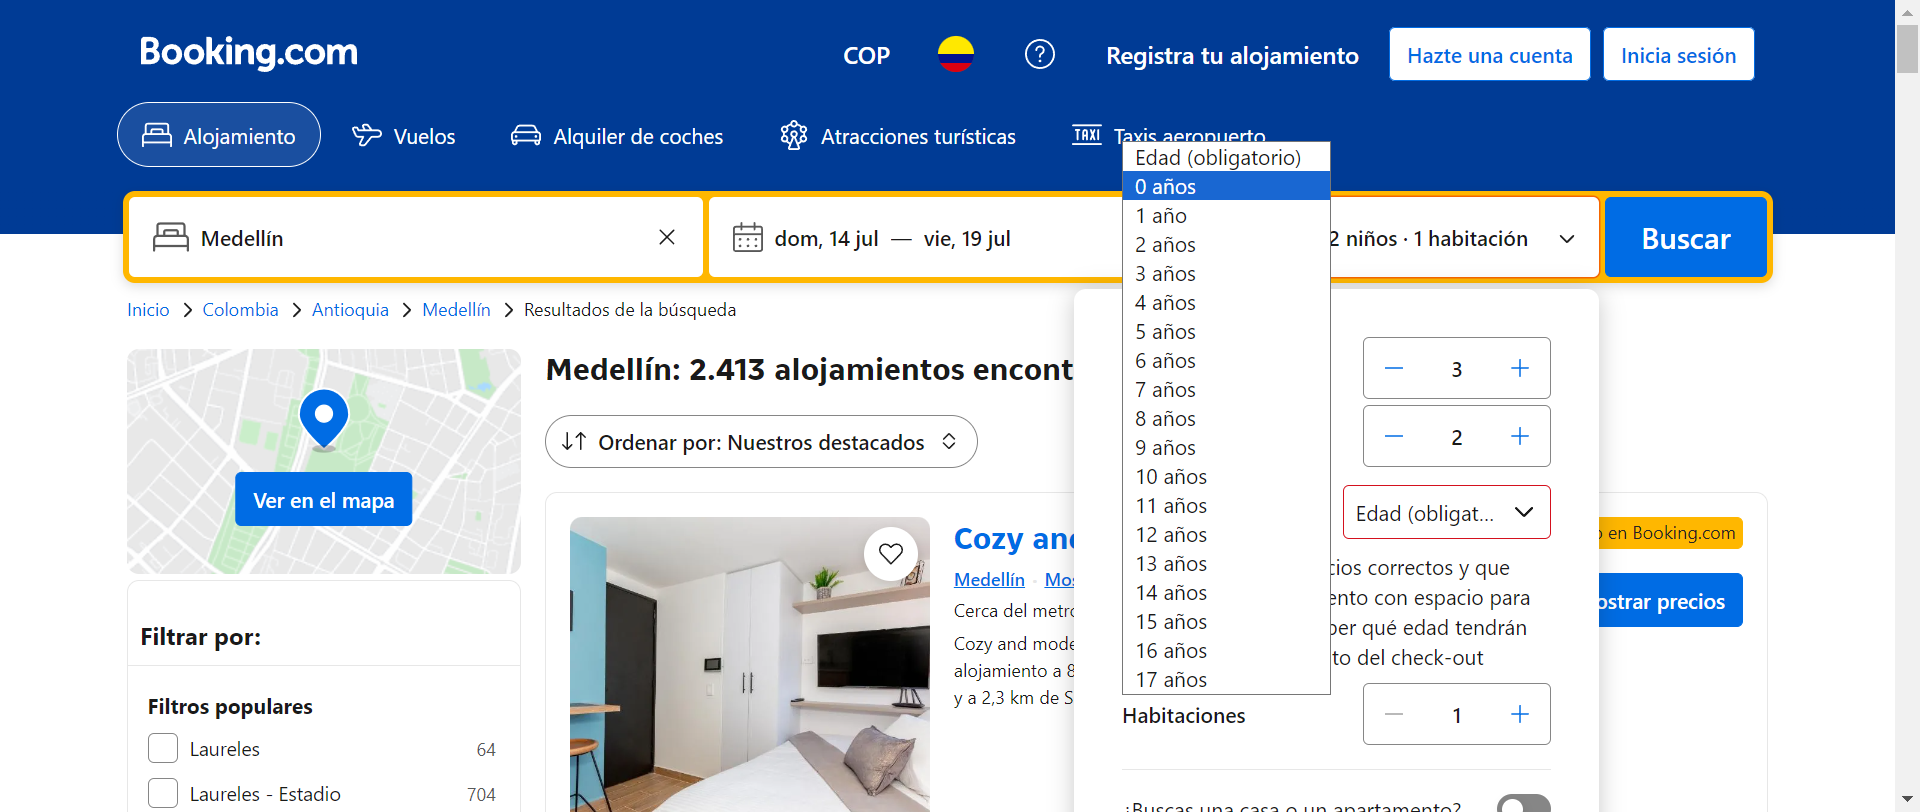 Booking.com
COP
Registra tu alojamiento
Hazte una cuenta
Inicia sesión
Alojamiento
Vuelos
Alquiler de coches
Atracciones turísticas
TAXI
Taxis aeropuerto
Medellín
dom, 14 jul — vie, 19 jul
2 niños · 1 habitación
Buscar
Edad (obligatorio)
0 años
1 año
2 años
3 años
4 años
5 años
6 años
7 años
8 años
9 años
10 años
11 años
12 años
13 años
14 años
15 años
16 años
17 años
Inicio > Colombia > Antioquia > Medellín > Resultados de la búsqueda
Ver en el mapa
Medellín: 2.413 alojamientos encont
Ordenar por: Nuestros destacados
3
2
Edad (obligat...
cios correctos y que
ento con espacio para
ber qué edad tendrán
to del check-out
Habitaciones
1
¿Buscas una casa o un apartamento?
Cozy and
Medellín · Mos
Cerca del metro
Cozy and mode
alojamiento a 8
y a 2,3 km de S
en Booking.com
ostrar precios
Filtrar por:
Filtros populares
Laureles 64
Laureles - Estadio 704